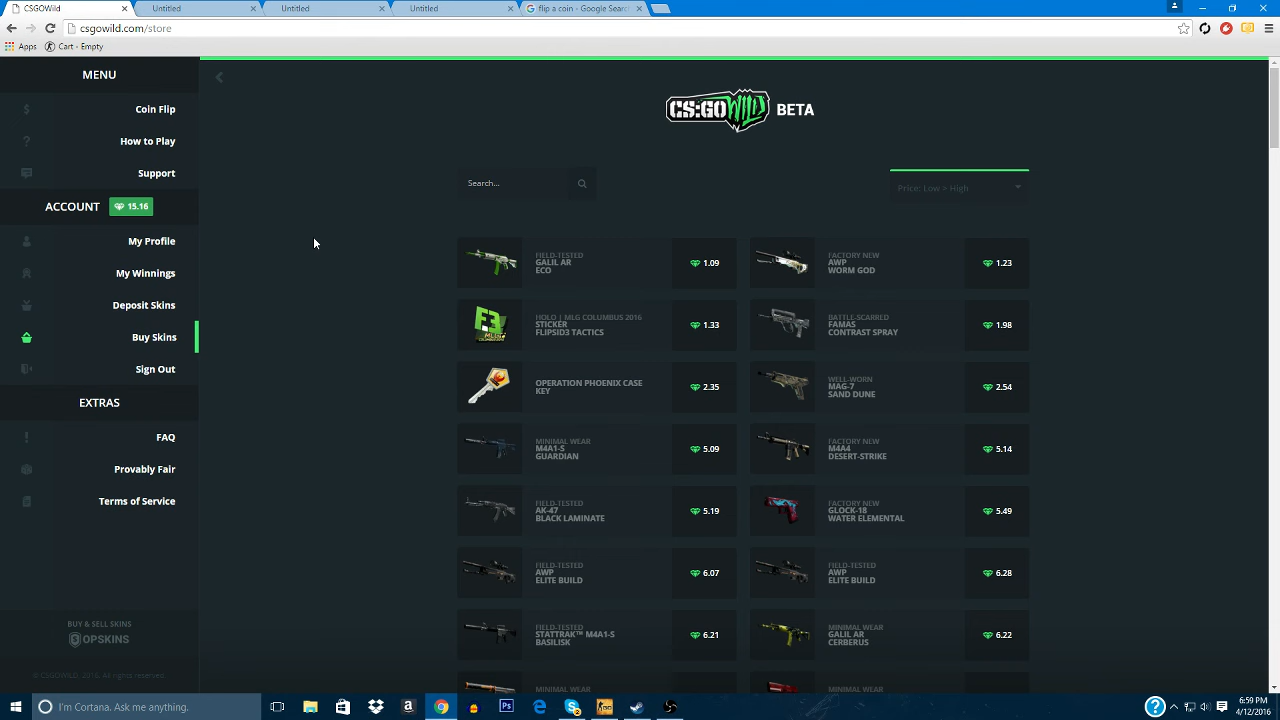 CSGOWild
Untitled
Untitled
Untitled
flip a coin - Google Search
csgowild.com/store
Apps
Cart - Empty
MENU
Coin Flip
How to Play
Support
ACCOUNT 15.16
My Profile
My Winnings
Deposit Skins
Buy Skins
Sign Out
EXTRAS
FAQ
Provably Fair
Terms of Service
BUY & SELL SKINS
OPSKINS
© CSGOWILD, 2016. All rights reserved.
CS:GO WILD BETA
Search...
Price: Low > High
FIELD-TESTED
GALIL AR
ECO
1.09
FACTORY NEW
AWP
WORM GOD
1.23
HOLO | MLG COLUMBUS 2016
STICKER
FLIPSID3 TACTICS
1.33
BATTLE-SCARRED
FAMAS
CONTRAST SPRAY
1.98
OPERATION PHOENIX CASE
KEY
2.35
WELL-WORN
MAG-7
SAND DUNE
2.54
MINIMAL WEAR
M4A1-S
GUARDIAN
5.09
FACTORY NEW
M4A4
DESERT-STRIKE
5.14
FIELD-TESTED
AK-47
BLACK LAMINATE
5.19
FACTORY NEW
GLOCK-18
WATER ELEMENTAL
5.49
FIELD-TESTED
AWP
ELITE BUILD
6.07
FIELD-TESTED
AWP
ELITE BUILD
6.28
FIELD-TESTED
STATTRAK™ M4A1-S
BASILISK
6.21
MINIMAL WEAR
GALIL AR
CERBERUS
6.22
MINIMAL WEAR
MINIMAL WEAR
I'm Cortana. Ask me anything.
6:59 PM
4/12/2016